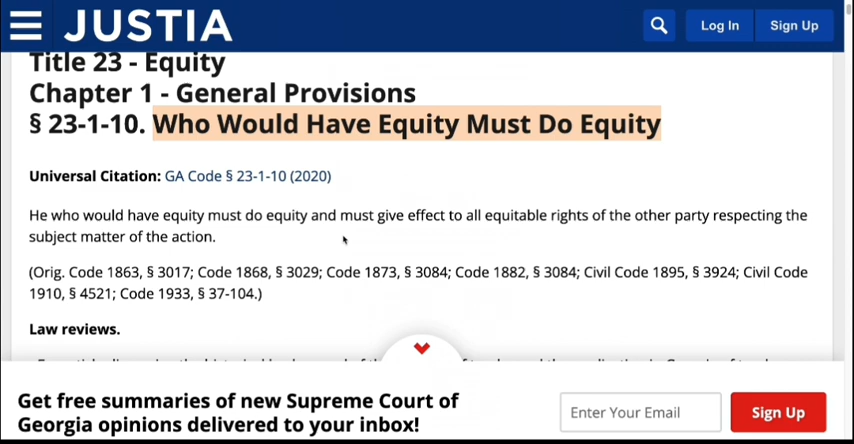 JUSTIA
Log In
Sign Up
Title 23 - Equity
Chapter 1 - General Provisions
§ 23-1-10. Who Would Have Equity Must Do Equity
Universal Citation: GA Code § 23-1-10 (2020)
He who would have equity must do equity and must give effect to all equitable rights of the other party respecting the
subject matter of the action.
(Orig. Code 1863, § 3017; Code 1868, § 3029; Code 1873, § 3084; Code 1882, § 3084; Civil Code 1895, § 3924; Civil Code
1910, § 4521; Code 1933, § 37-104.)
Law reviews.
Get free summaries of new Supreme Court of
Georgia opinions delivered to your inbox!
Enter Your Email
Sign Up